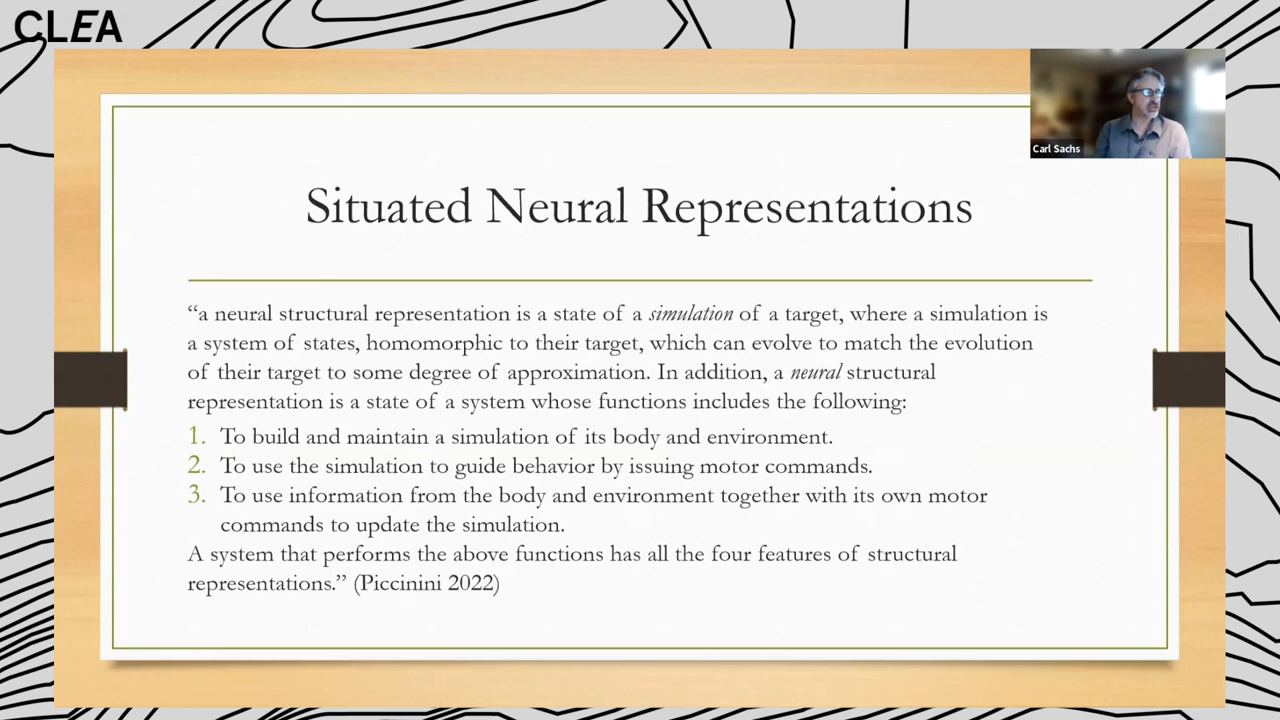 CLEA
Carl Sachs
Situated Neural Representations
“a neural structural representation is a state of a simulation of a target, where a simulation is
a system of states, homomorphic to their target, which can evolve to match the evolution
of their target to some degree of approximation. In addition, a neural structural
representation is a state of a system whose functions includes the following:
1. To build and maintain a simulation of its body and environment.
2. To use the simulation to guide behavior by issuing motor commands.
3. To use information from the body and environment together with its own motor
commands to update the simulation.
A system that performs the above functions has all the four features of structural
representations.” (Piccinini 2022)